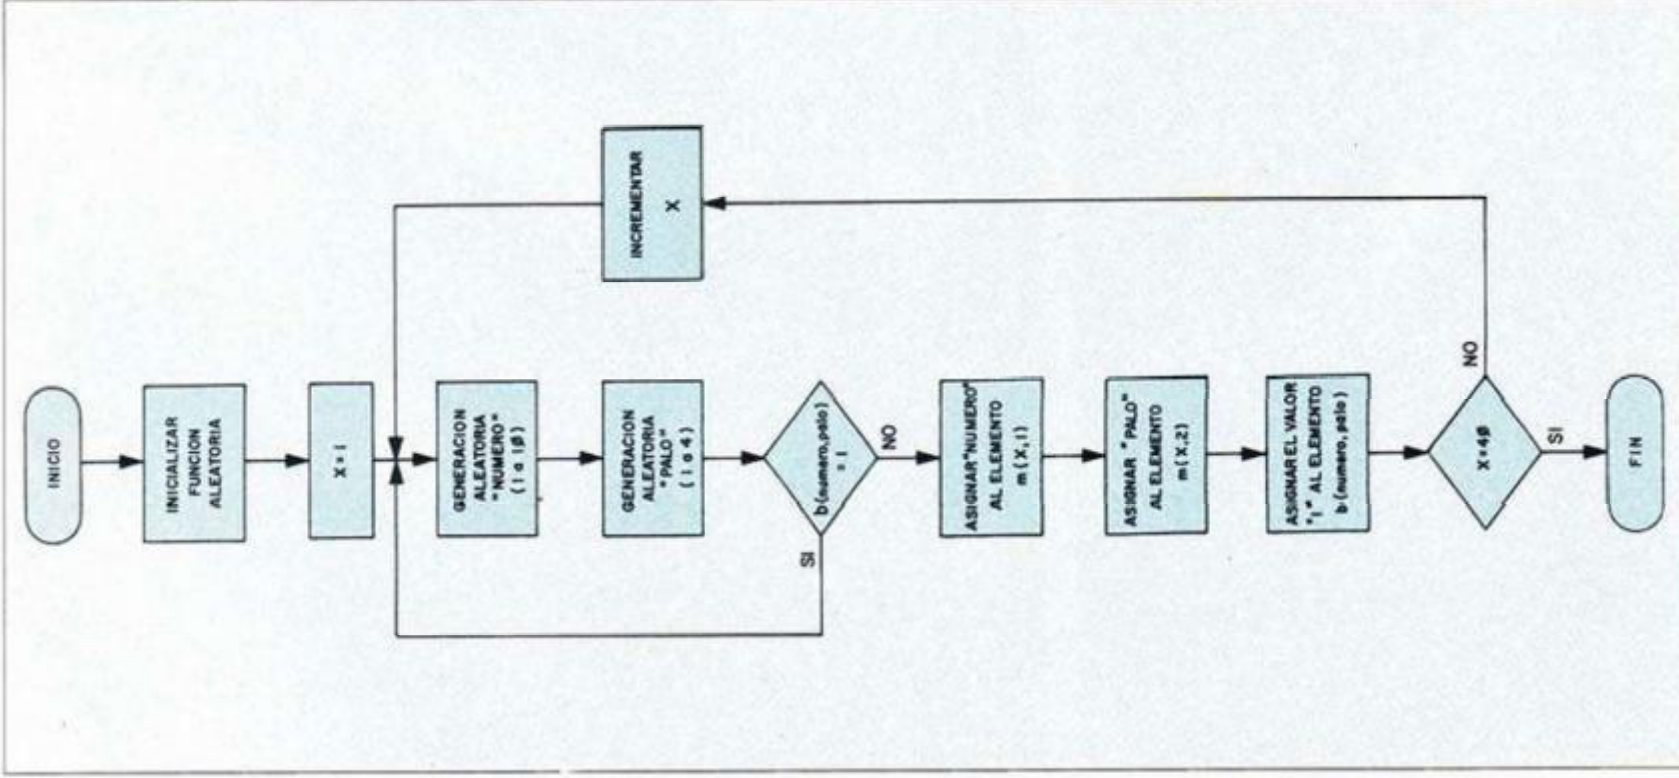 INICIO
INICIALIZAR
FUNCION
ALEATORIA
X = 1
GENERACION
ALEATORIA
"NUMERO"
(1 a 1Ø)
GENERACION
ALEATORIA
"PALO"
(1 a 4)
b(numero,palo)
= 1
SI
NO
ASIGNAR "NUMERO"
AL ELEMENTO
m(X,1)
ASIGNAR "PALO"
AL ELEMENTO
m(X,2)
ASIGNAR EL VALOR
"1" AL ELEMENTO
b(numero,palo)
X=4Ø
NO
SI
INCREMENTAR
X
FIN